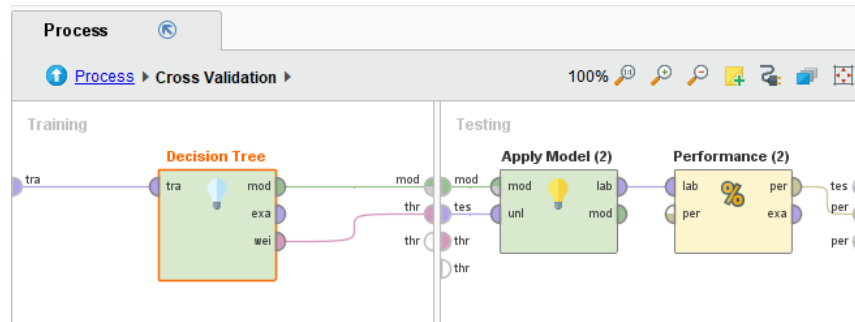 Process
Process Cross Validation
100%
Training
Testing
Decision Tree
Apply Model (2)
Performance (2)
tra
tra
mod
exa
wei
mod
thr
thr
mod
tes
thr
thr
mod
unl
lab
mod
lab
per
%
per
exa
tes
per
per